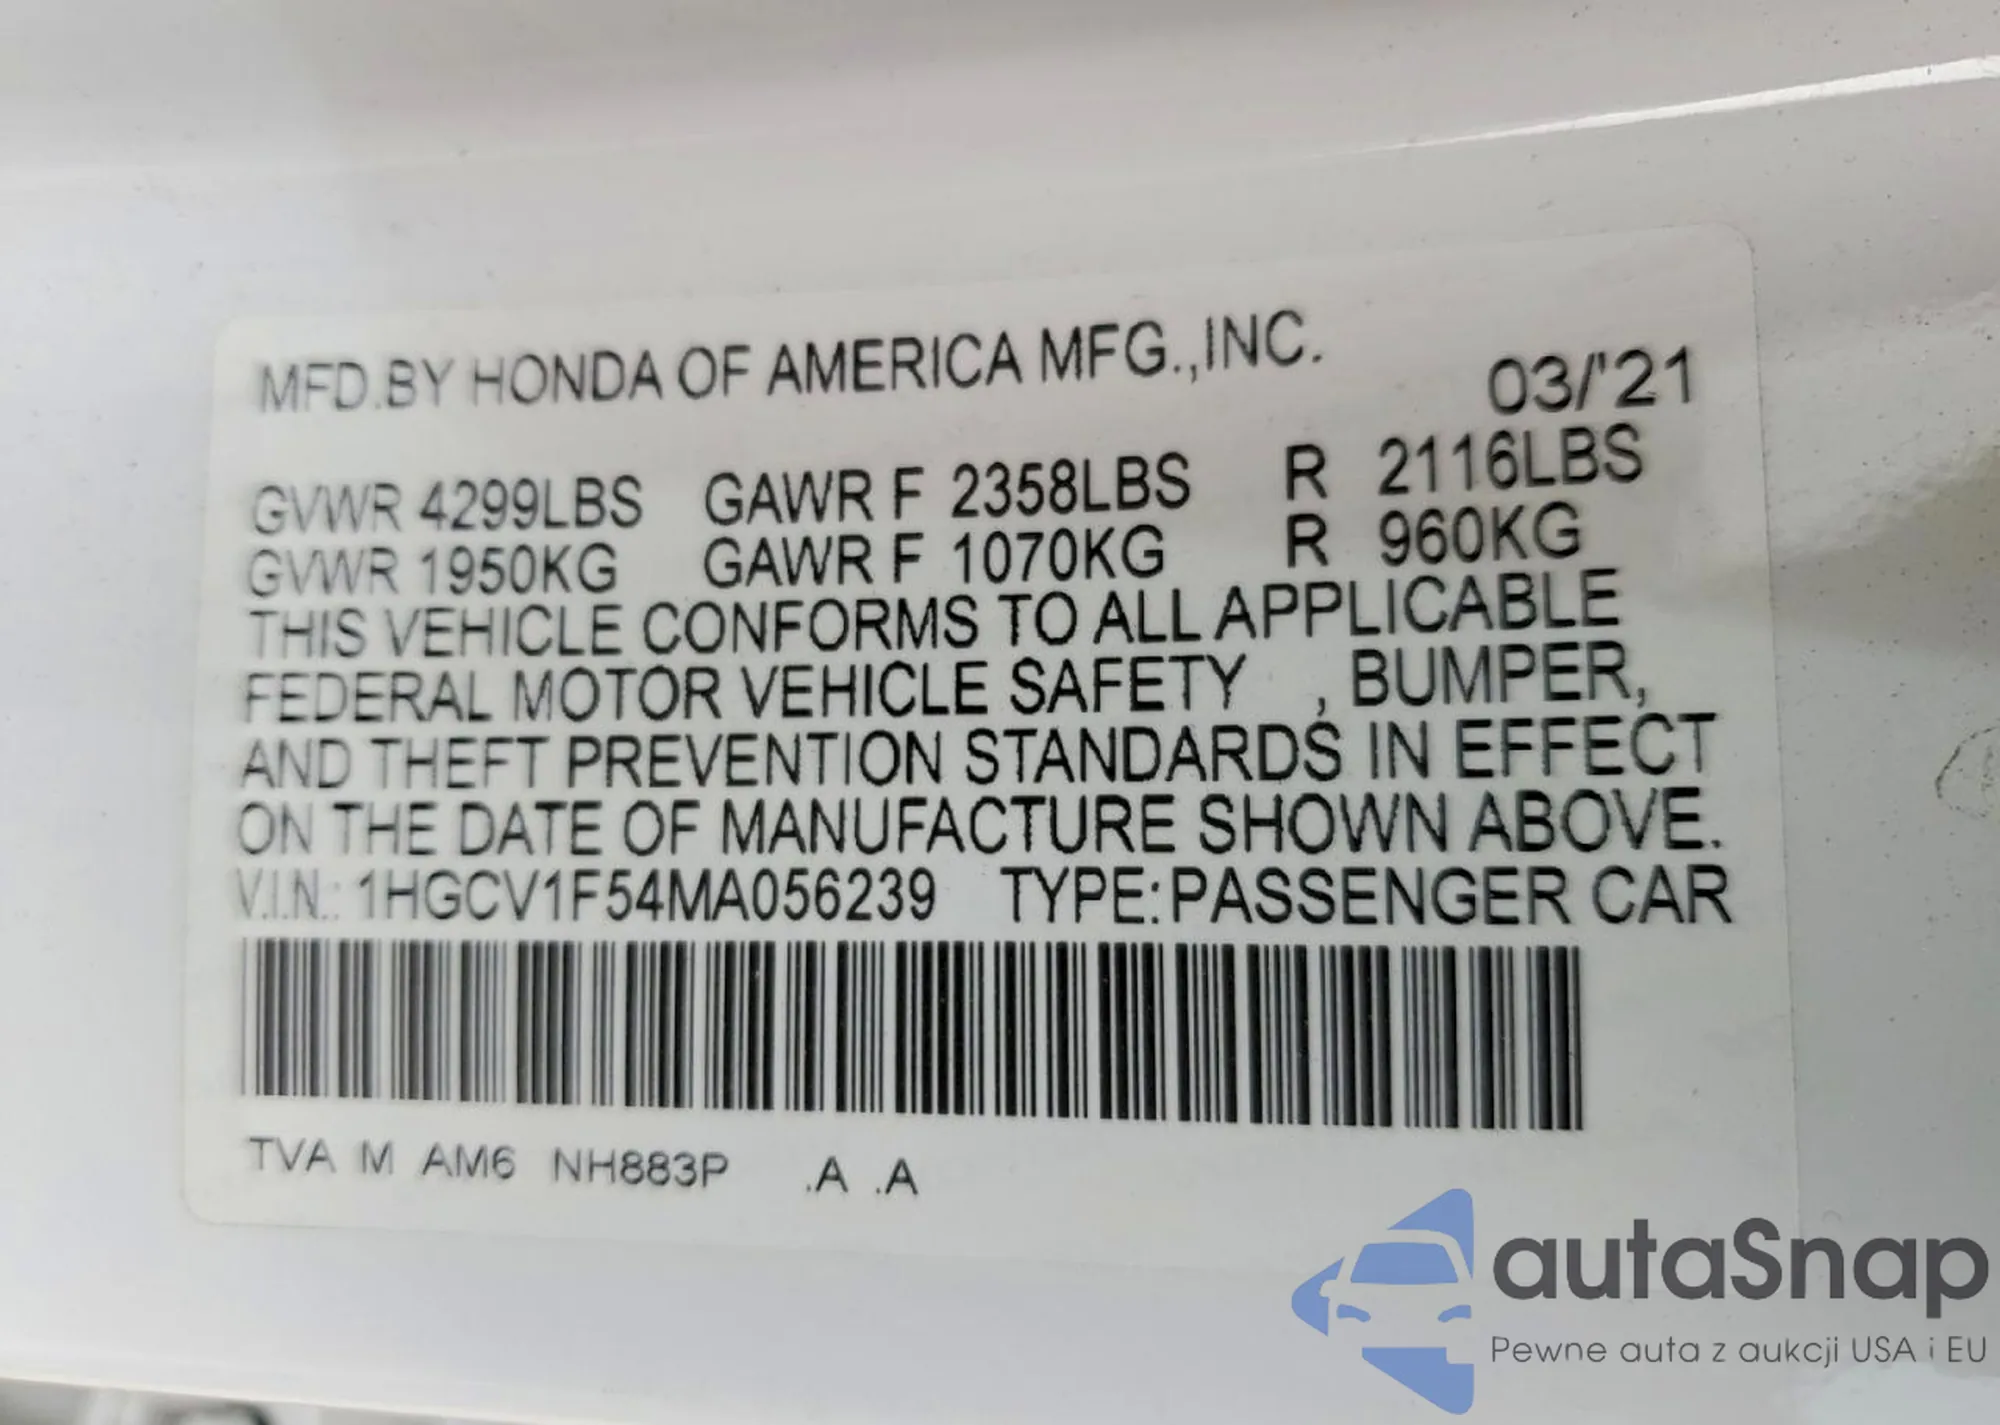 MFD.BY HONDA OF AMERICA MFG.,INC. 03/'21
GVWR 4299LBS GAWR F 2358LBS R 2116LBS
GVWR 1950KG GAWR F 1070KG R 960KG
THIS VEHICLE CONFORMS TO ALL APPLICABLE
FEDERAL MOTOR VEHICLE SAFETY , BUMPER,
AND THEFT PREVENTION STANDARDS IN EFFECT
ON THE DATE OF MANUFACTURE SHOWN ABOVE.
V.I.N.: 1HGCV1F54MA056239 TYPE:PASSENGER CAR
TVA M AM6 NH883P .A .A
autaSnap
Pewne auta z aukcji USA i EU